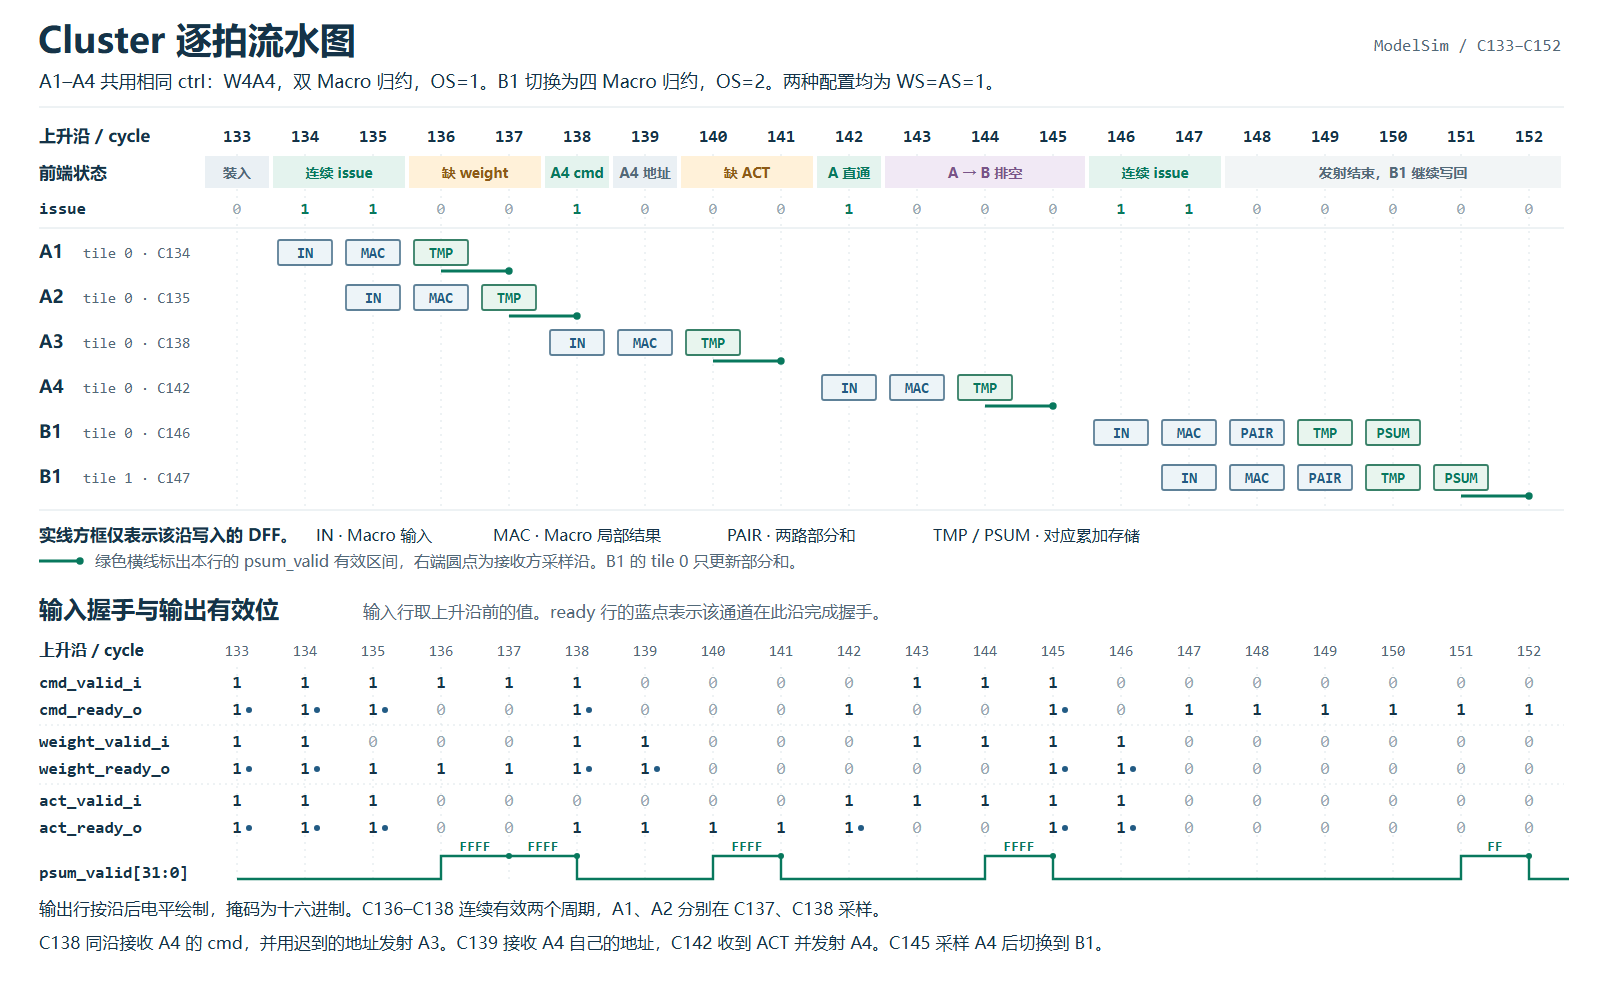 Cluster 逐拍流水图
ModelSim / C133–C152
A1–A4 共用相同 ctrl：W4A4，双 Macro 归约，OS=1。B1 切换为四 Macro 归约，OS=2。两种配置均为 WS=AS=1。
上升沿 / cycle 133 134 135 136 137 138 139 140 141 142 143 144 145 146 147 148 149 150 151 152
前端状态 装入 连续 issue 缺 weight A4 cmd A4 地址 缺 ACT A 直通 A → B 排空 连续 issue 发射结束，B1 继续写回
issue 0 1 1 0 0 1 0 0 0 1 0 0 0 1 1 0 0 0 0 0
A1 tile 0 · C134 IN MAC TMP
A2 tile 0 · C135 IN MAC TMP
A3 tile 0 · C138 IN MAC TMP
A4 tile 0 · C142 IN MAC TMP
B1 tile 0 · C146 IN MAC PAIR TMP PSUM
B1 tile 1 · C147 IN MAC PAIR TMP PSUM
实线方框仅表示该沿写入的 DFF。 IN · Macro 输入 MAC · Macro 局部结果 PAIR · 两路部分和 TMP / PSUM · 对应累加存储
绿色横线标出本行的 psum_valid 有效区间，右端圆点为接收方采样沿。B1 的 tile 0 只更新部分和。
输入握手与输出有效位 输入行取上升沿前的值。ready 行的蓝点表示该通道在此沿完成握手。
上升沿 / cycle 133 134 135 136 137 138 139 140 141 142 143 144 145 146 147 148 149 150 151 152
cmd_valid_i 1 1 1 1 1 1 0 0 0 0 1 1 1 0 0 0 0 0 0 0
cmd_ready_o 1 1 1 0 0 1 0 0 0 1 0 0 1 0 1 1 1 1 1 1
weight_valid_i 1 1 0 0 0 1 1 0 0 0 1 1 1 1 0 0 0 0 0 0
weight_ready_o 1 1 1 1 1 1 1 0 0 0 0 0 1 1 0 0 0 0 0 0
act_valid_i 1 1 1 0 0 0 0 0 0 1 1 1 1 1 0 0 0 0 0 0
act_ready_o 1 1 1 0 0 1 1 1 1 1 0 0 1 1 0 0 0 0 0 0
FFFF FFFF FFFF FFFF FF
psum_valid[31:0]
输出行按沿后电平绘制，掩码为十六进制。C136–C138 连续有效两个周期，A1、A2 分别在 C137、C138 采样。
C138 同沿接收 A4 的 cmd，并用迟到的地址发射 A3。C139 接收 A4 自己的地址，C142 收到 ACT 并发射 A4。C145 采样 A4 后切换到 B1。